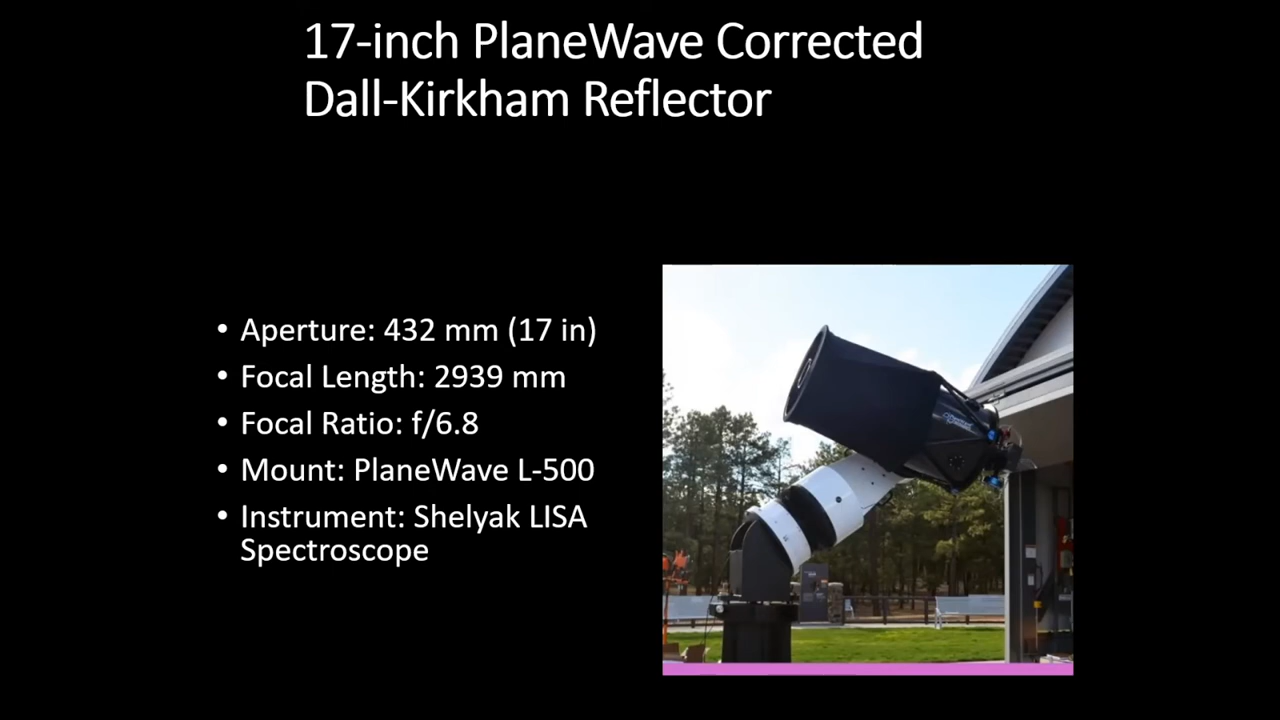 17-inch PlaneWave Corrected
Dall-Kirkham Reflector
• Aperture: 432 mm (17 in)
• Focal Length: 2939 mm
• Focal Ratio: f/6.8
• Mount: PlaneWave L-500
• Instrument: Shelyak LISA
Spectroscope